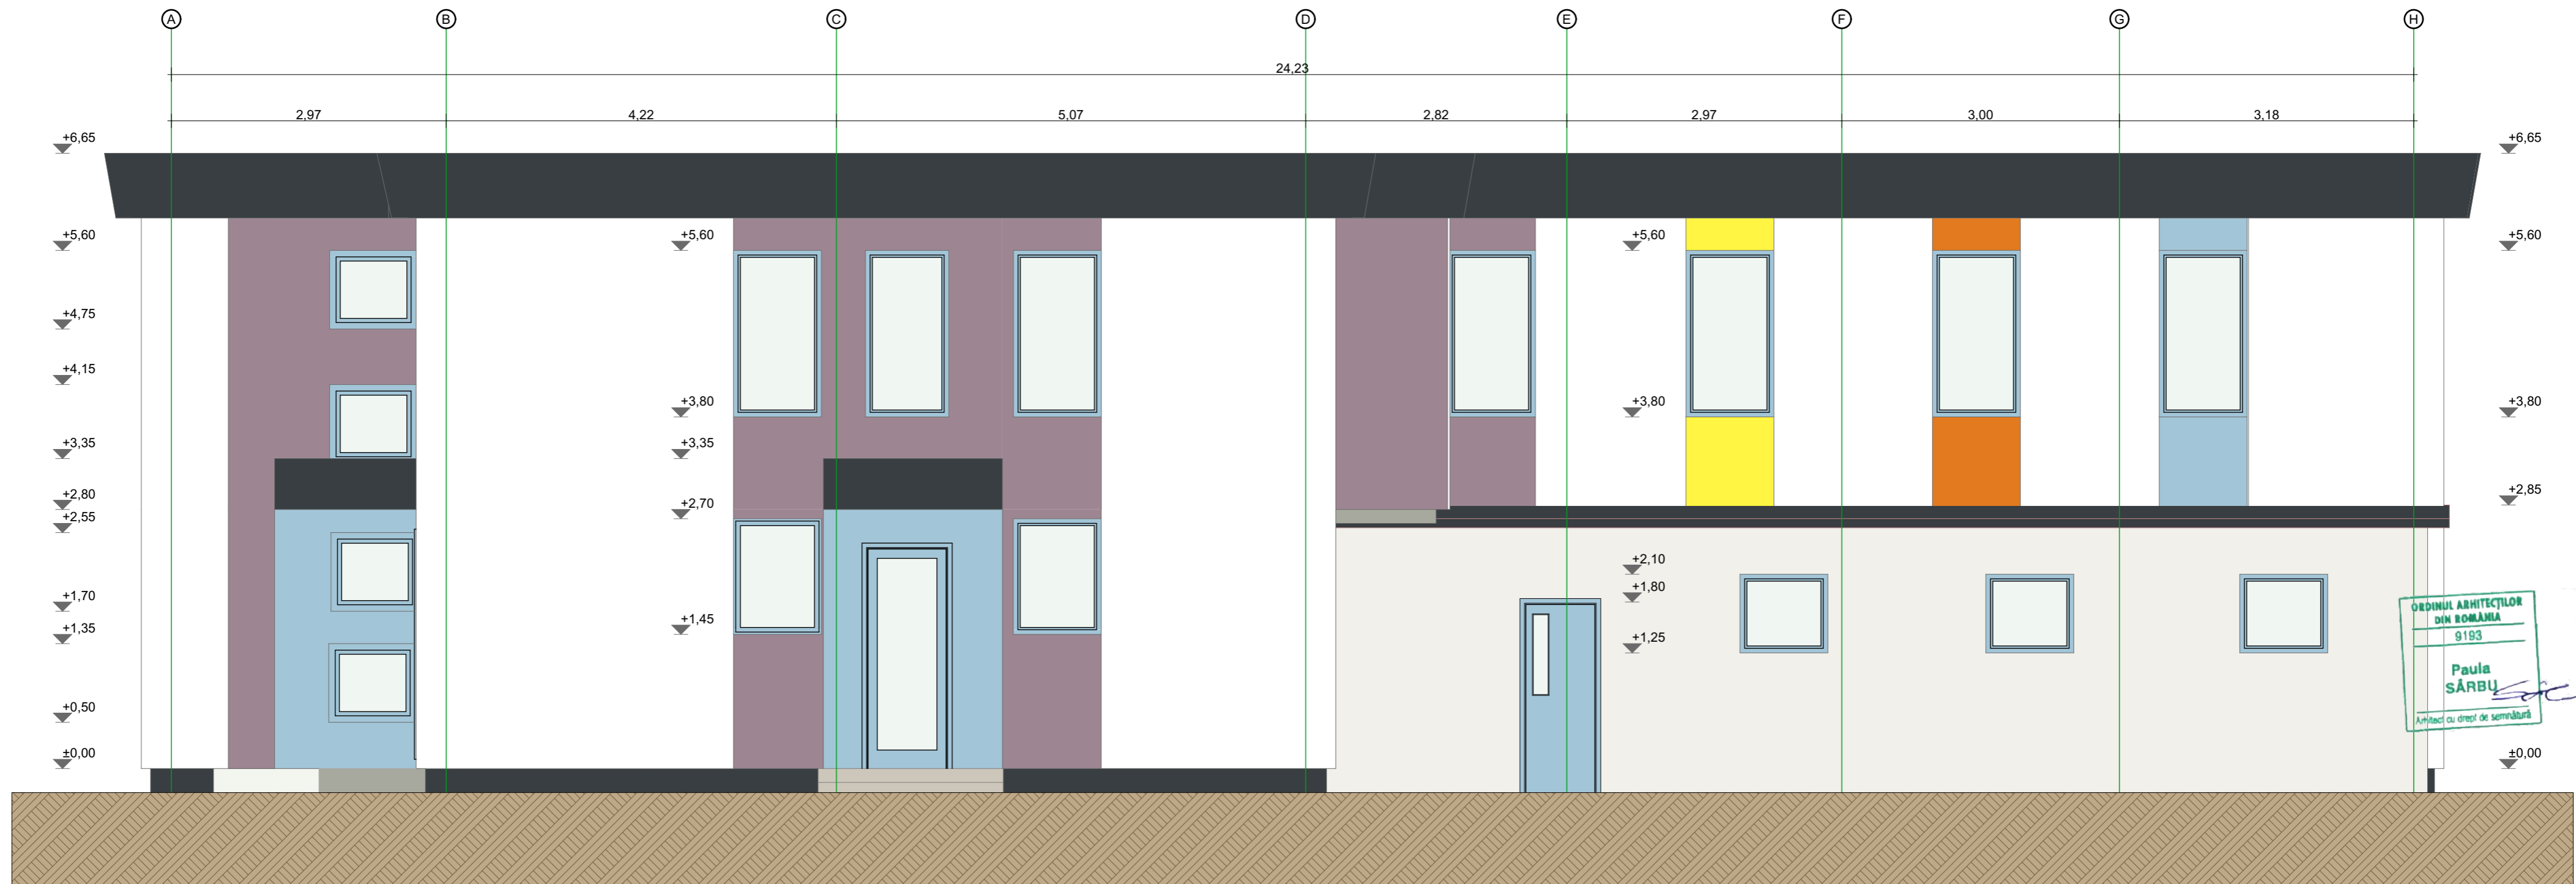 A B C D E F G H
24,23
2,97 4,22 5,07 2,82 2,97 3,00 3,18
+6,65 +6,65
+5,60 +5,60 +5,60 +5,60
+4,75
+4,15
+3,80 +3,80 +3,80
+3,35 +3,35
+2,80 +2,70 +2,85
+2,55
+2,10
+1,80
+1,70
+1,45
+1,35 +1,25
+0,50
±0,00 ±0,00
ORDINUL ARHITECȚILOR
DIN ROMÂNIA
9193
Paula
SÂRBU
Arhitect cu drept de semnătură